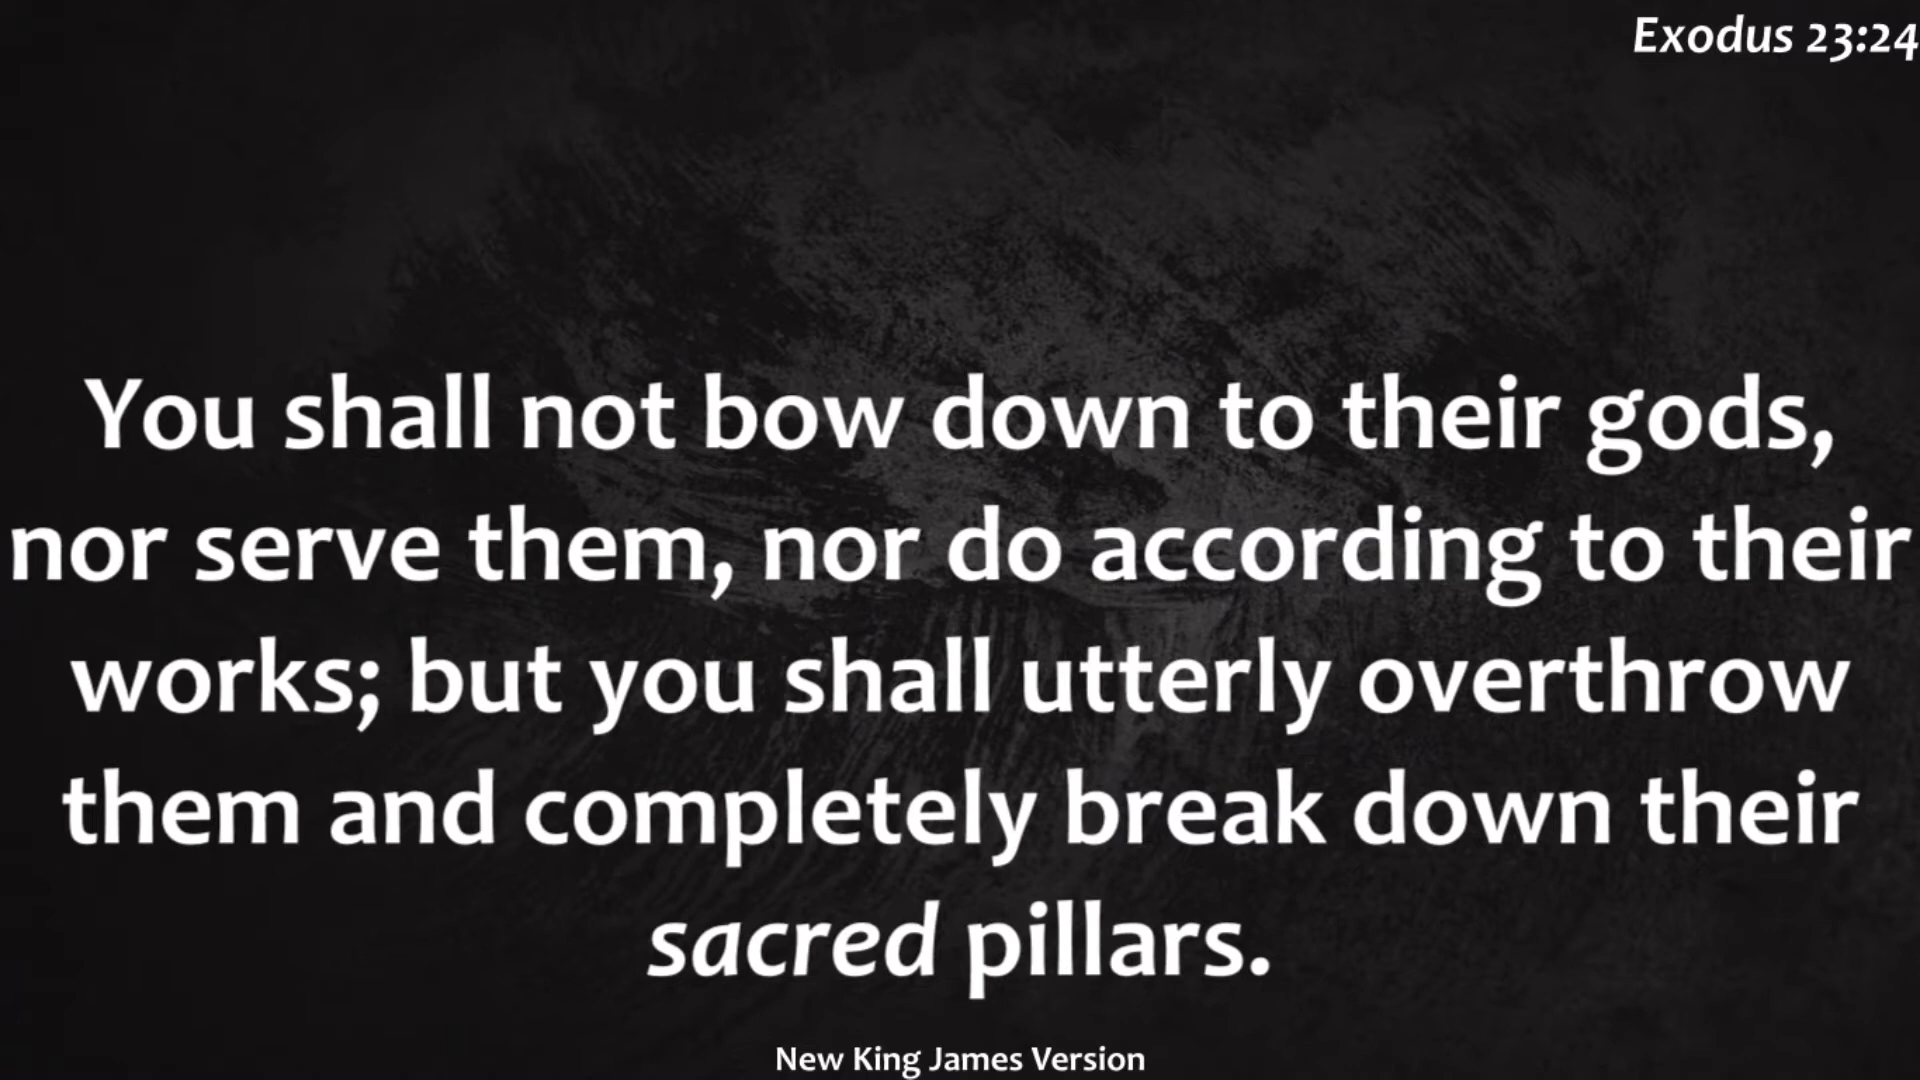 Exodus 23:24
You shall not bow down to their gods,
nor serve them, nor do according to their
works; but you shall utterly overthrow
them and completely break down their
sacred pillars.
New King James Version